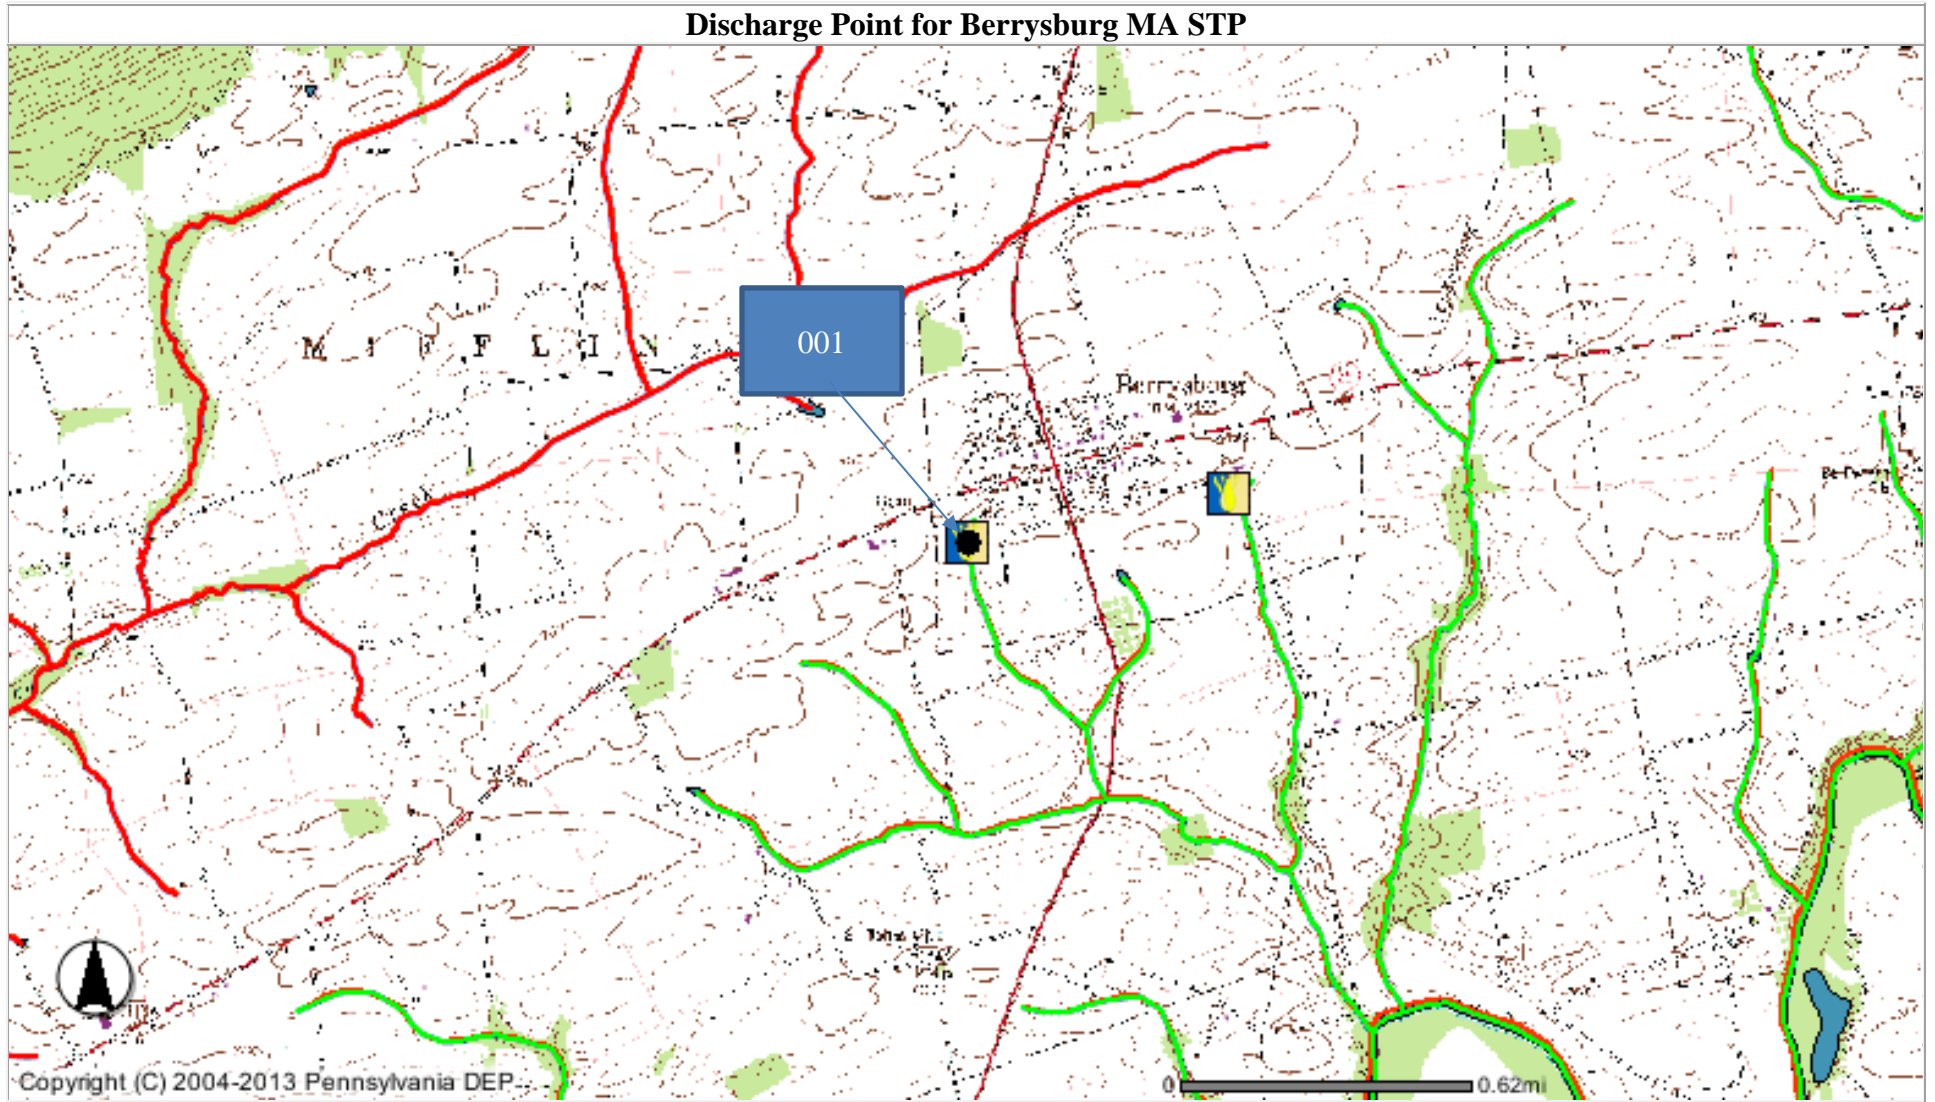 Discharge Point for Berrysburg MA STP
M I F F L I N
001
Berrysburg
Creek
Copyright (C) 2004-2013 Pennsylvania DEP
0 0.62mi